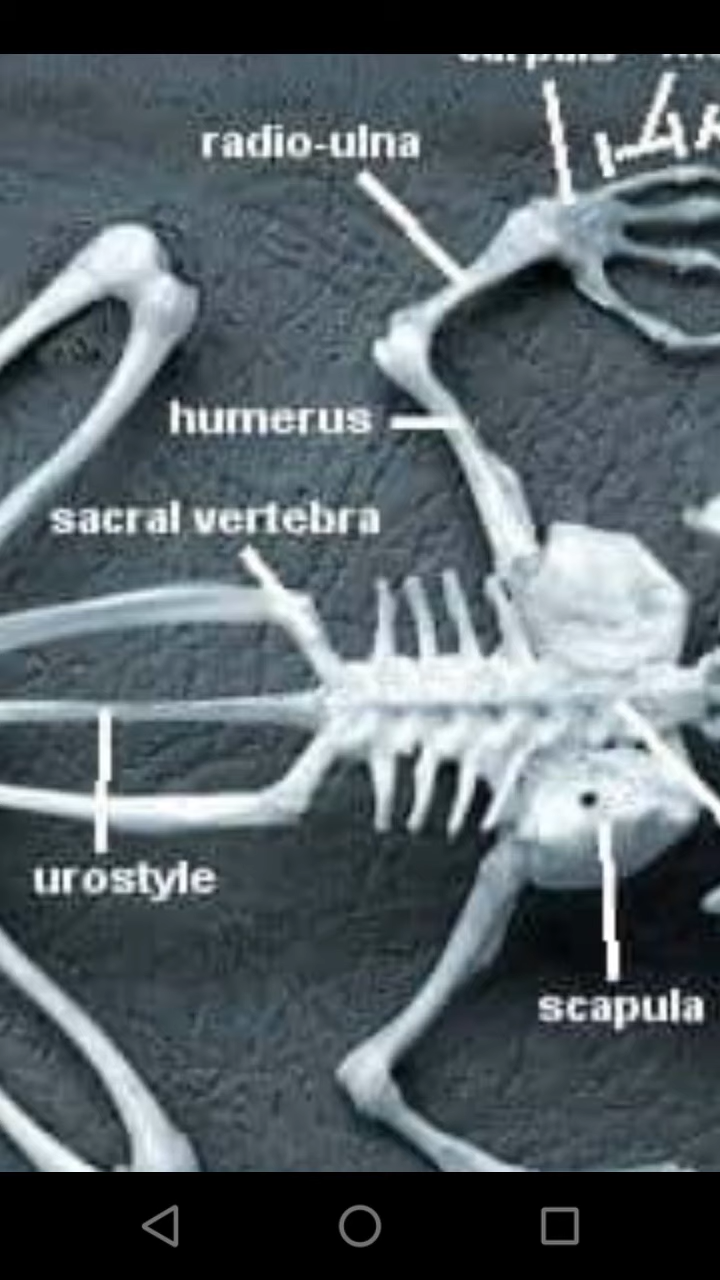 radio-ulna
humerus
sacral vertebra
urostyle
scapula